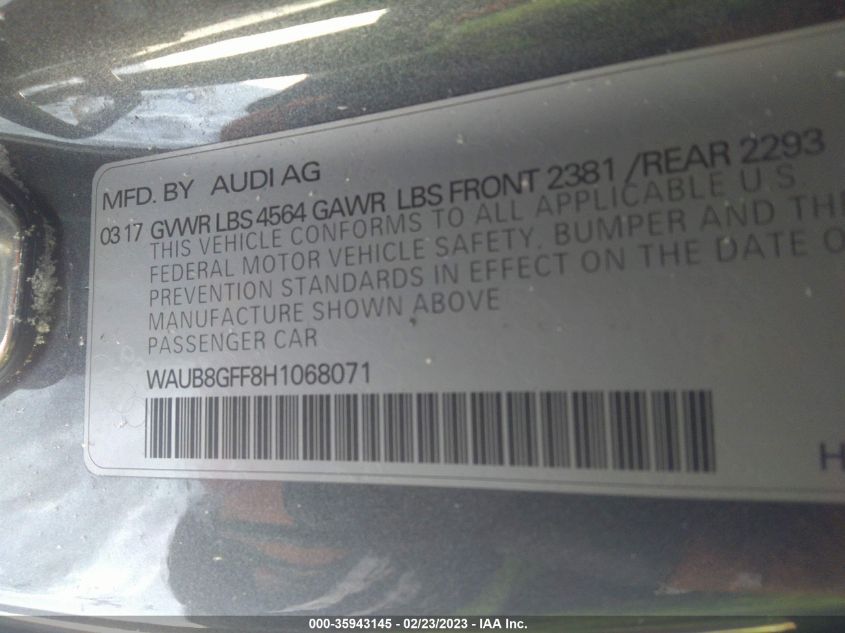 MFD. BY AUDI AG
03 17 GVWR LBS 4564 GAWR LBS FRONT 2381 /REAR 2293
THIS VEHICLE CONFORMS TO ALL APPLICABLE U S
FEDERAL MOTOR VEHICLE SAFETY, BUMPER AND THE
PREVENTION STANDARDS IN EFFECT ON THE DATE O
MANUFACTURE SHOWN ABOVE
PASSENGER CAR
WAUB8GFF8H1068071
H
000-35943145 - 02/23/2023 - IAA Inc.